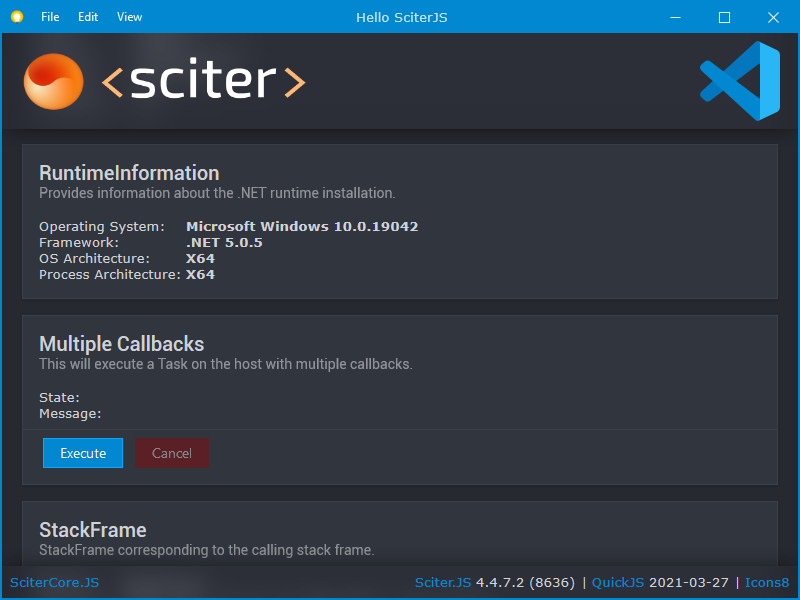 File Edit View Hello SciterJS
<sciter>
RuntimeInformation
Provides information about the .NET runtime installation.
Operating System: Microsoft Windows 10.0.19042
Framework: .NET 5.0.5
OS Architecture: X64
Process Architecture: X64
Multiple Callbacks
This will execute a Task on the host with multiple callbacks.
State:
Message:
Execute Cancel
StackFrame
StackFrame corresponding to the calling stack frame.
SciterCore.JS Sciter.JS 4.4.7.2 (8636) | QuickJS 2021-03-27 | Icons8